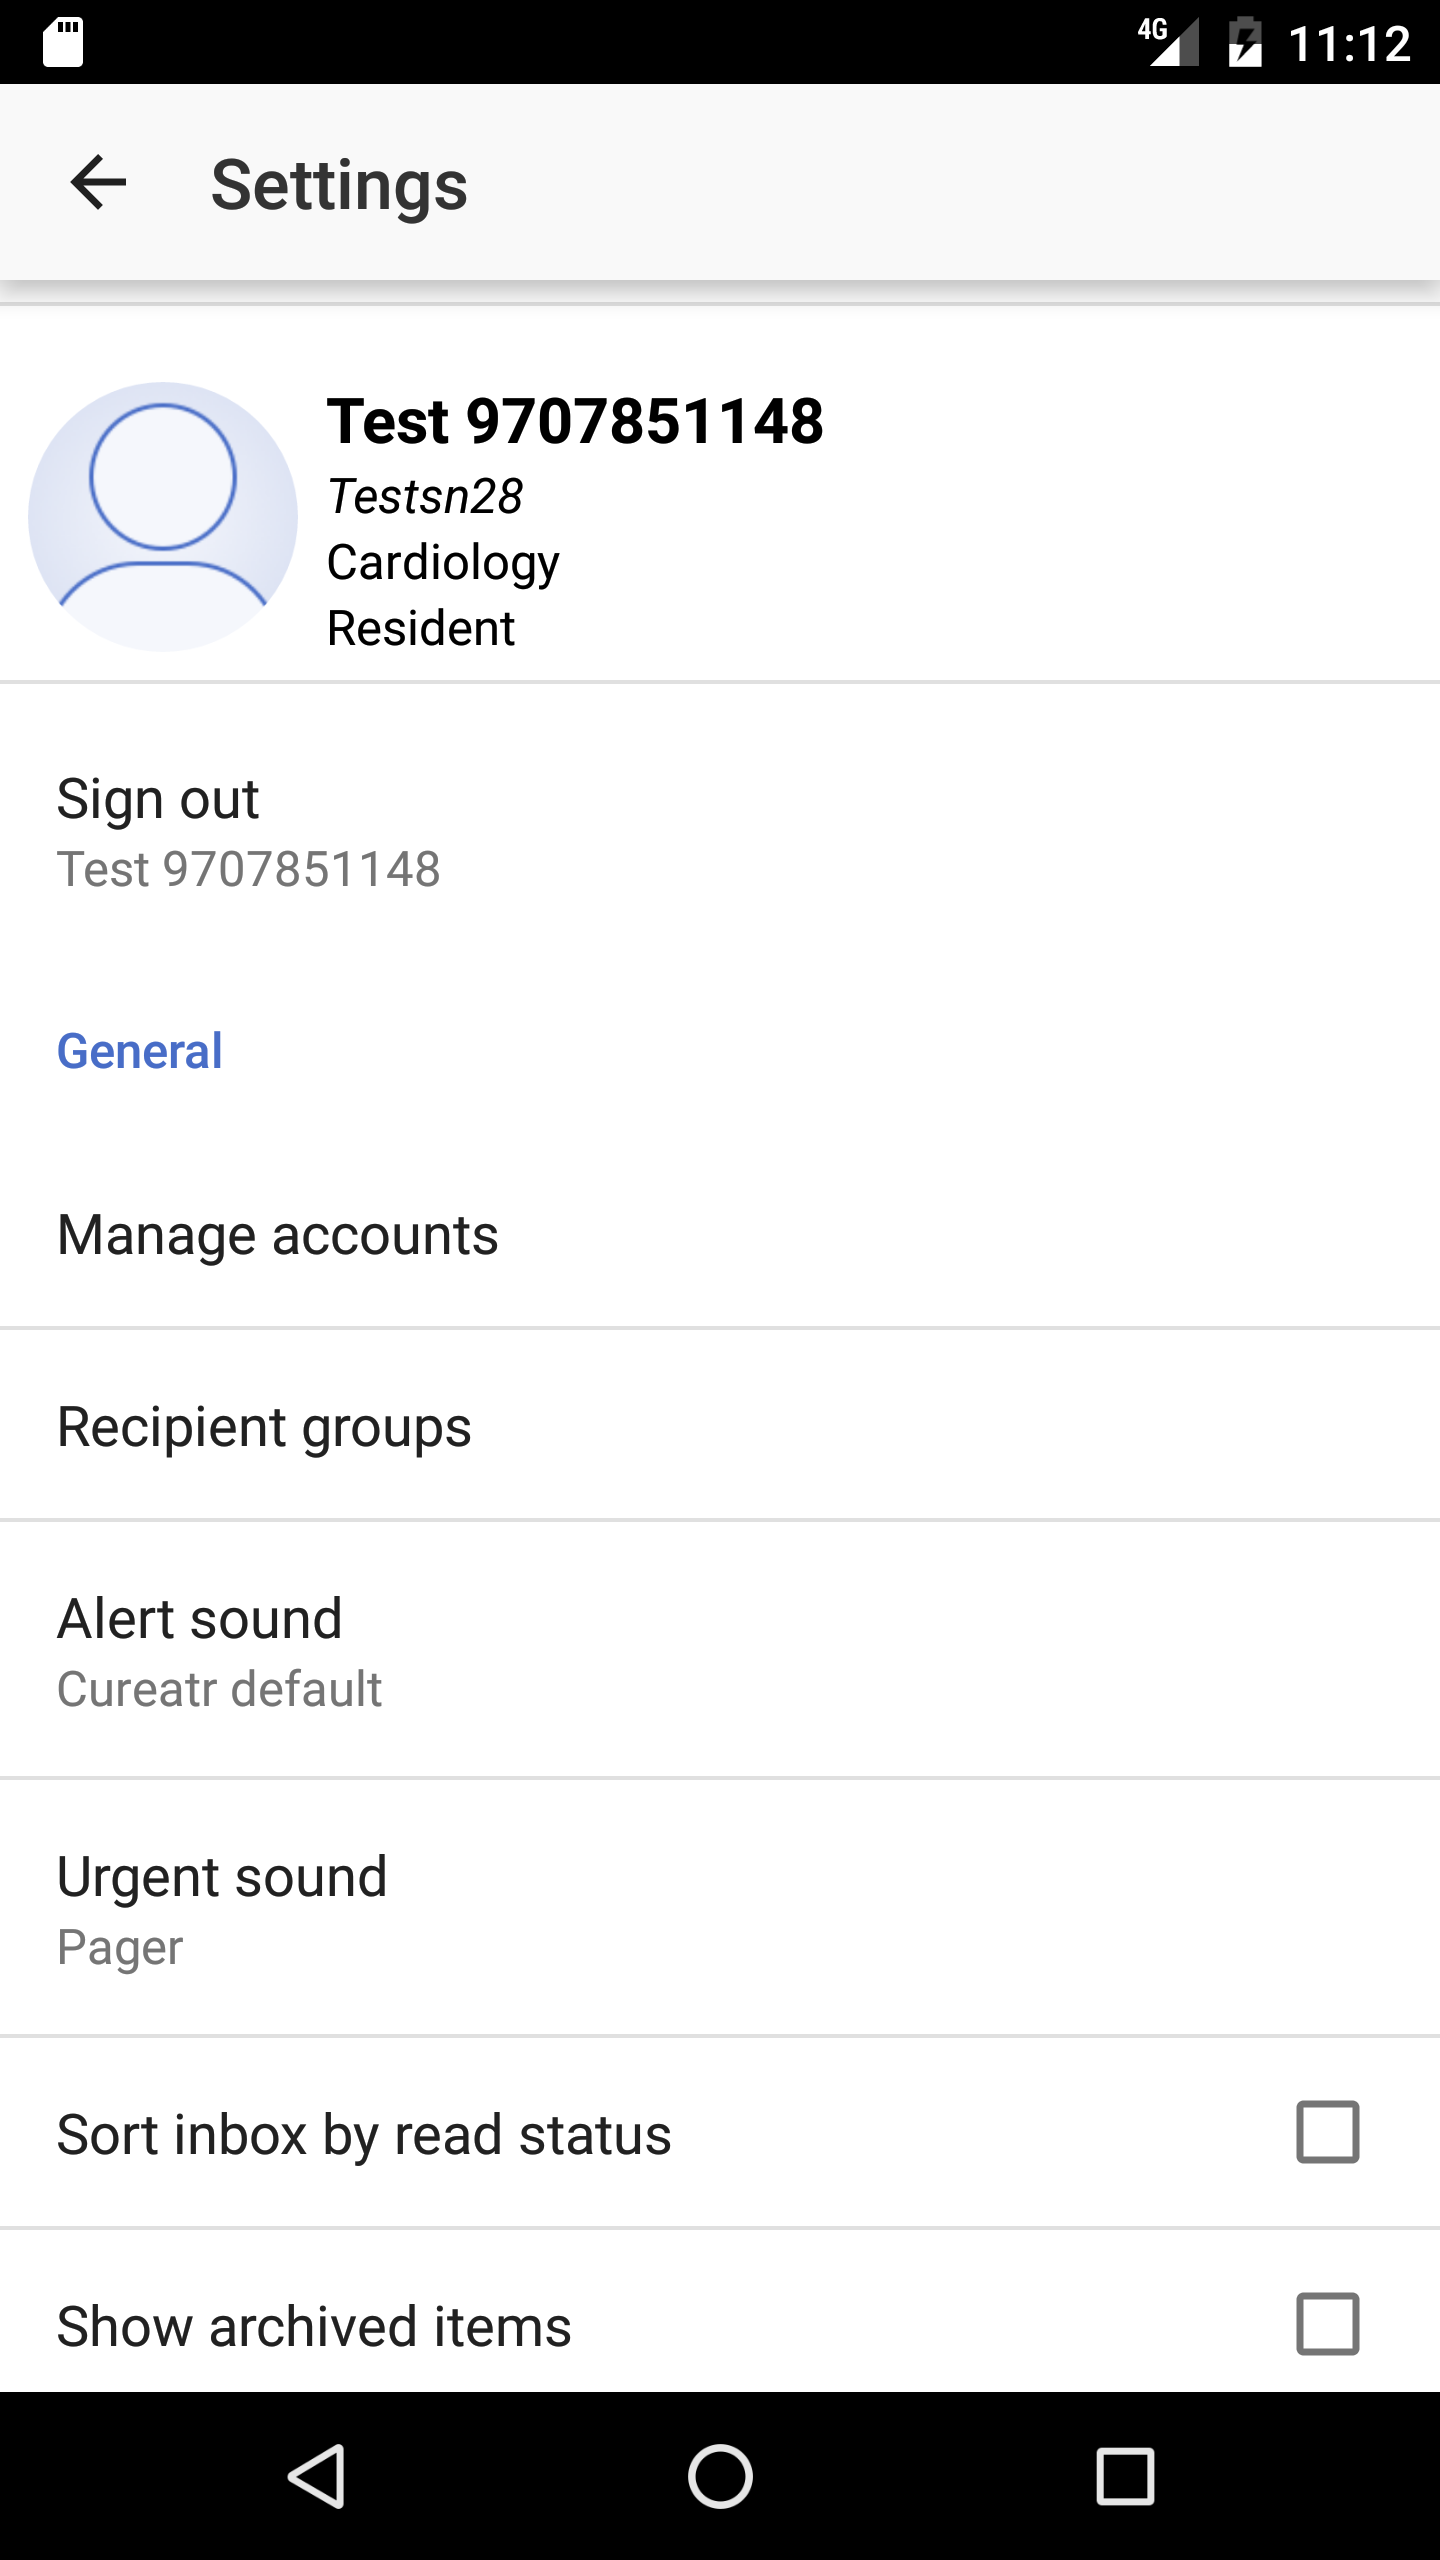 4G 11:12
Settings
Test 9707851148
Testsn28
Cardiology
Resident
Sign out
Test 9707851148
General
Manage accounts
Recipient groups
Alert sound
Cureatr default
Urgent sound
Pager
Sort inbox by read status
Show archived items